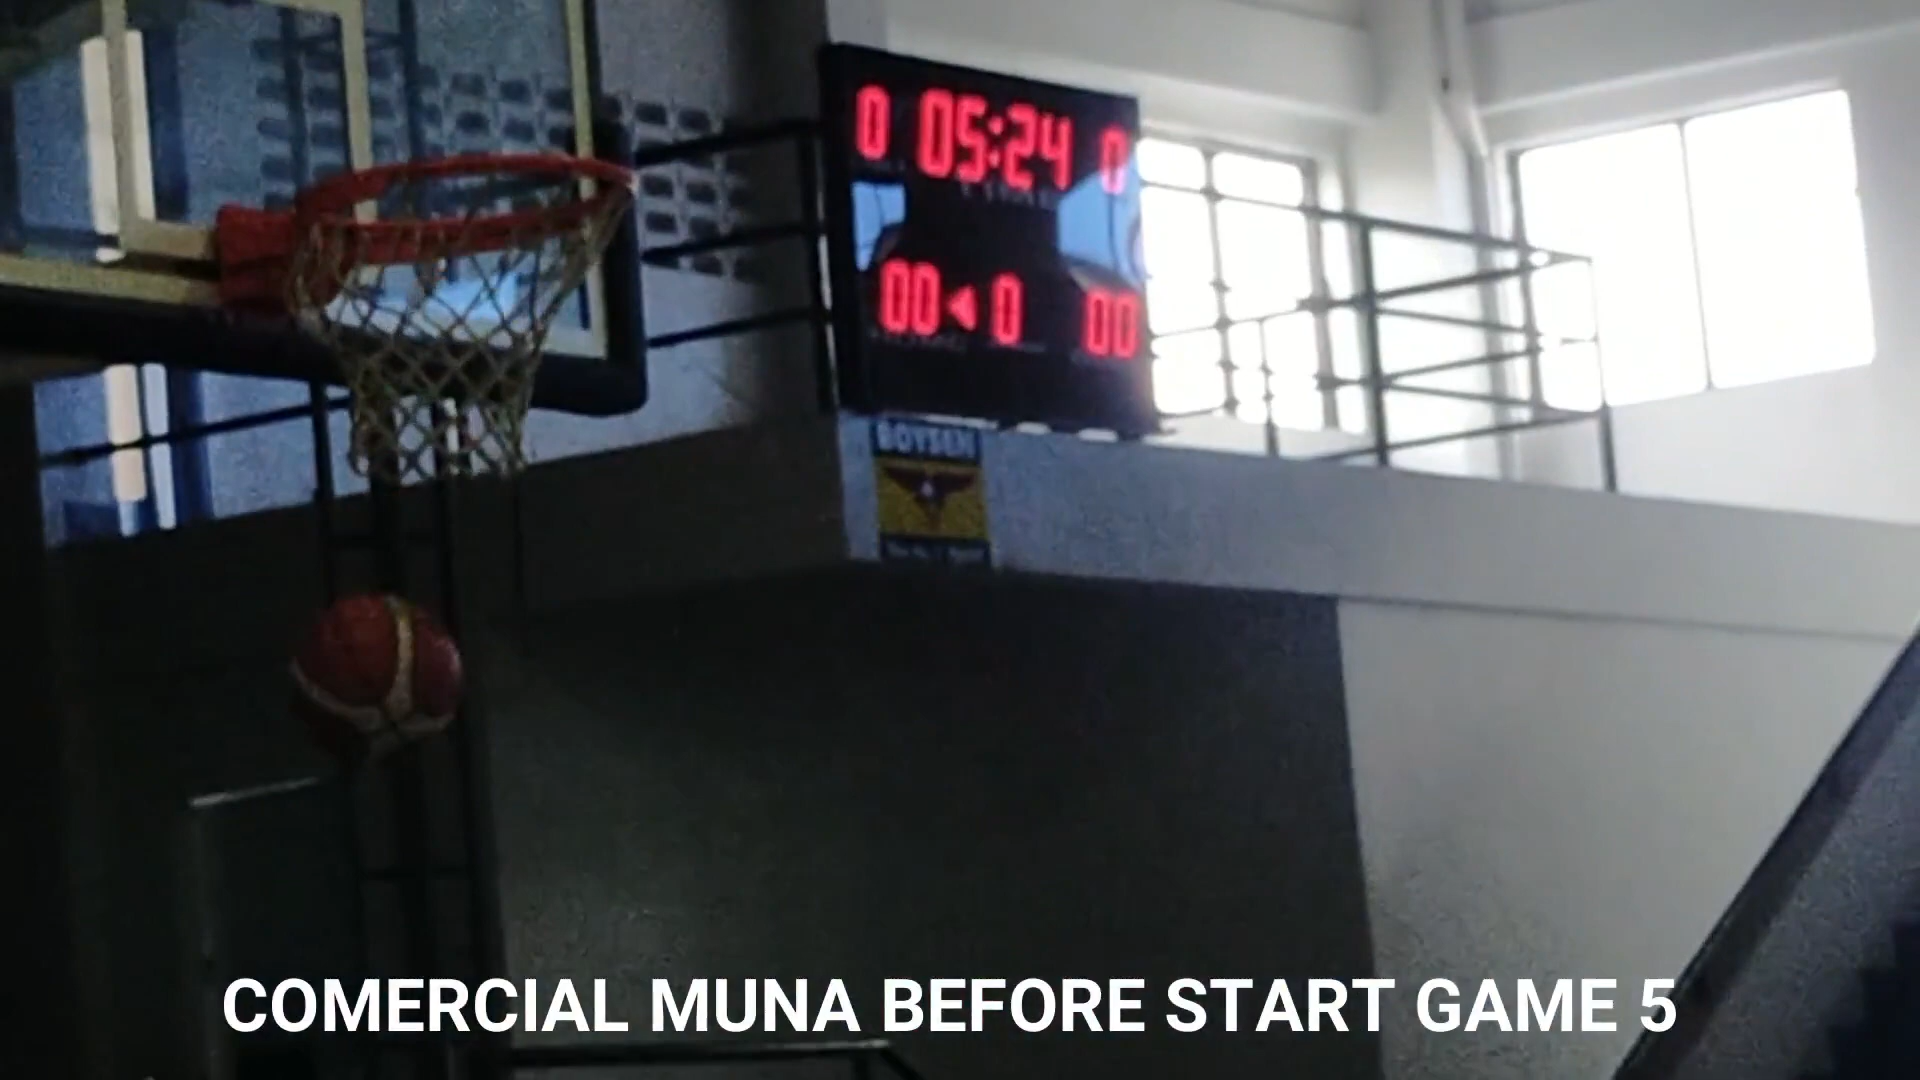 0 05:24 0
00 ◄ 0 00
BOYSEN
COMERCIAL MUNA BEFORE START GAME 5